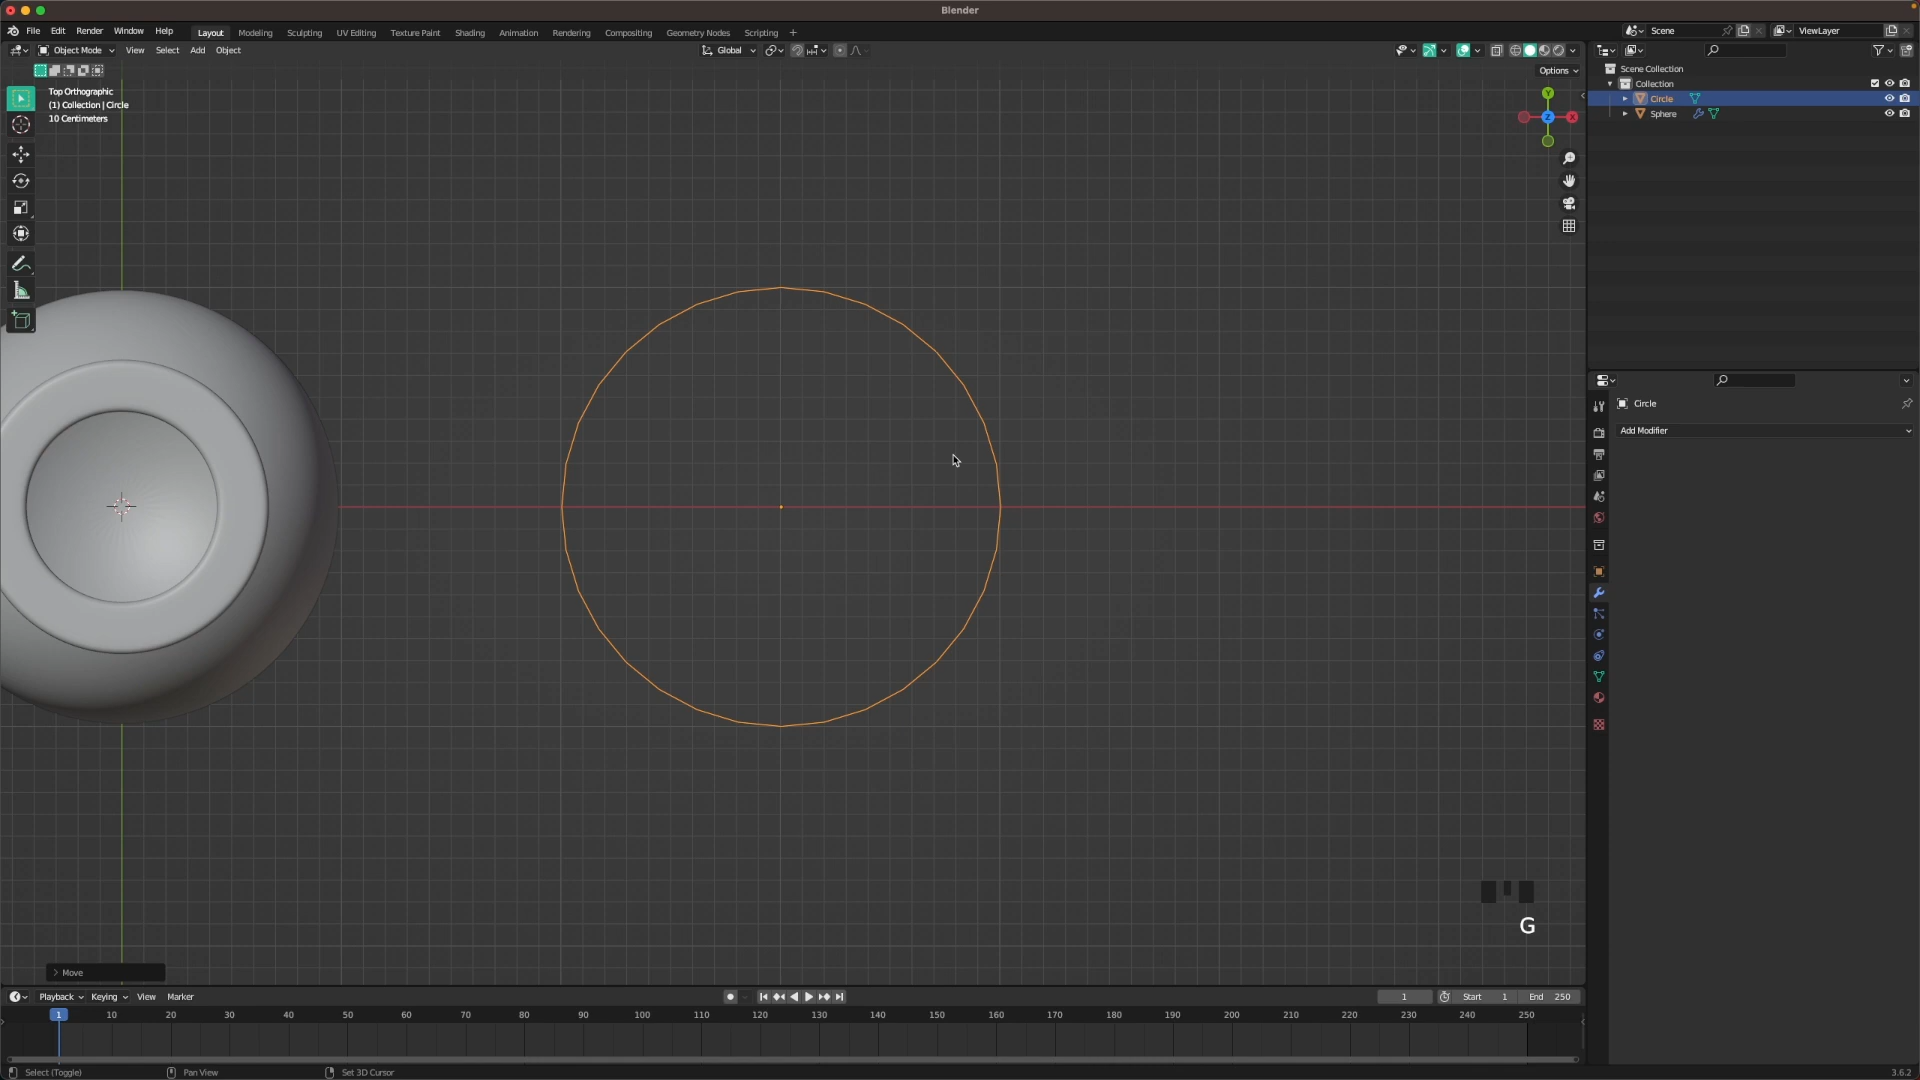 Blender
File Edit Render Window Help Layout Modeling Sculpting UV Editing Texture Paint Shading Animation Rendering Compositing Geometry Nodes Scripting + Scene ViewLayer
Object Mode View Select Add Object Global
Options
Top Orthographic
(1) Collection | Circle
10 Centimeters
Y
Z X
Scene Collection
Collection
Circle
Sphere
Circle
Add Modifier
G
Move
Playback Keying View Marker 1 Start 1 End 250
1 10 20 30 40 50 60 70 80 90 100 110 120 130 140 150 160 170 180 190 200 210 220 230 240 250
Select (Toggle) Pan View Set 3D Cursor 3.6.2